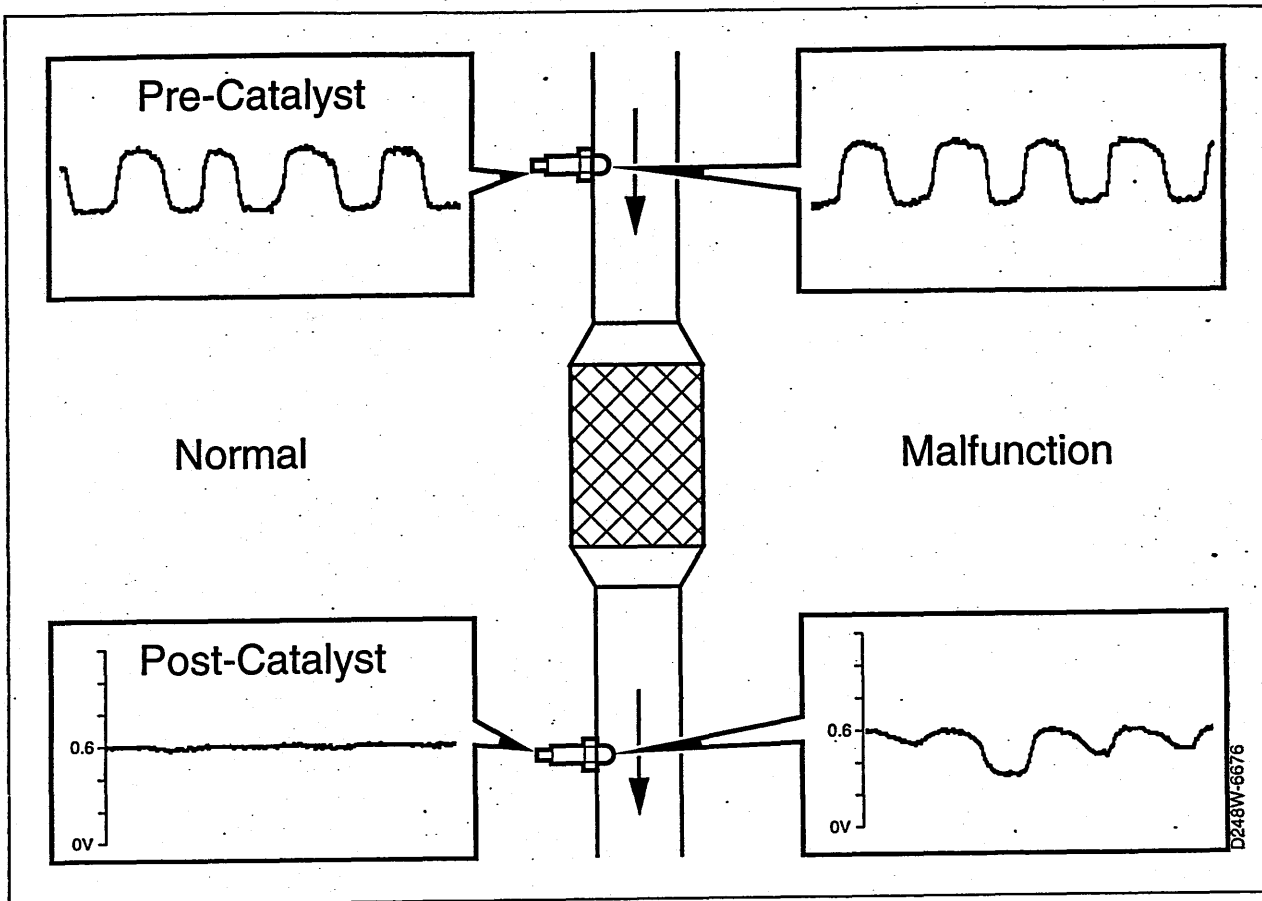 Pre-Catalyst
Normal
Malfunction
Post-Catalyst
0.6
0V
0.6
0V
D248W-6676